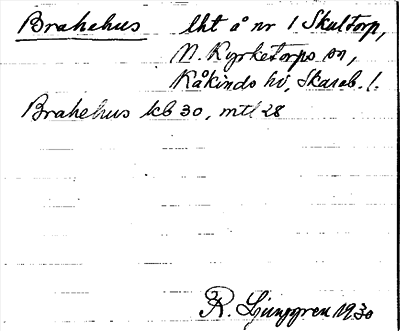 Brahehus lht å nr 1 Skultorp,
N. Kyrketorps sn,
Kåkinds hd, Skarab. l.
Brahehus kb 30, mtl 28
R. Ljunggren 1930